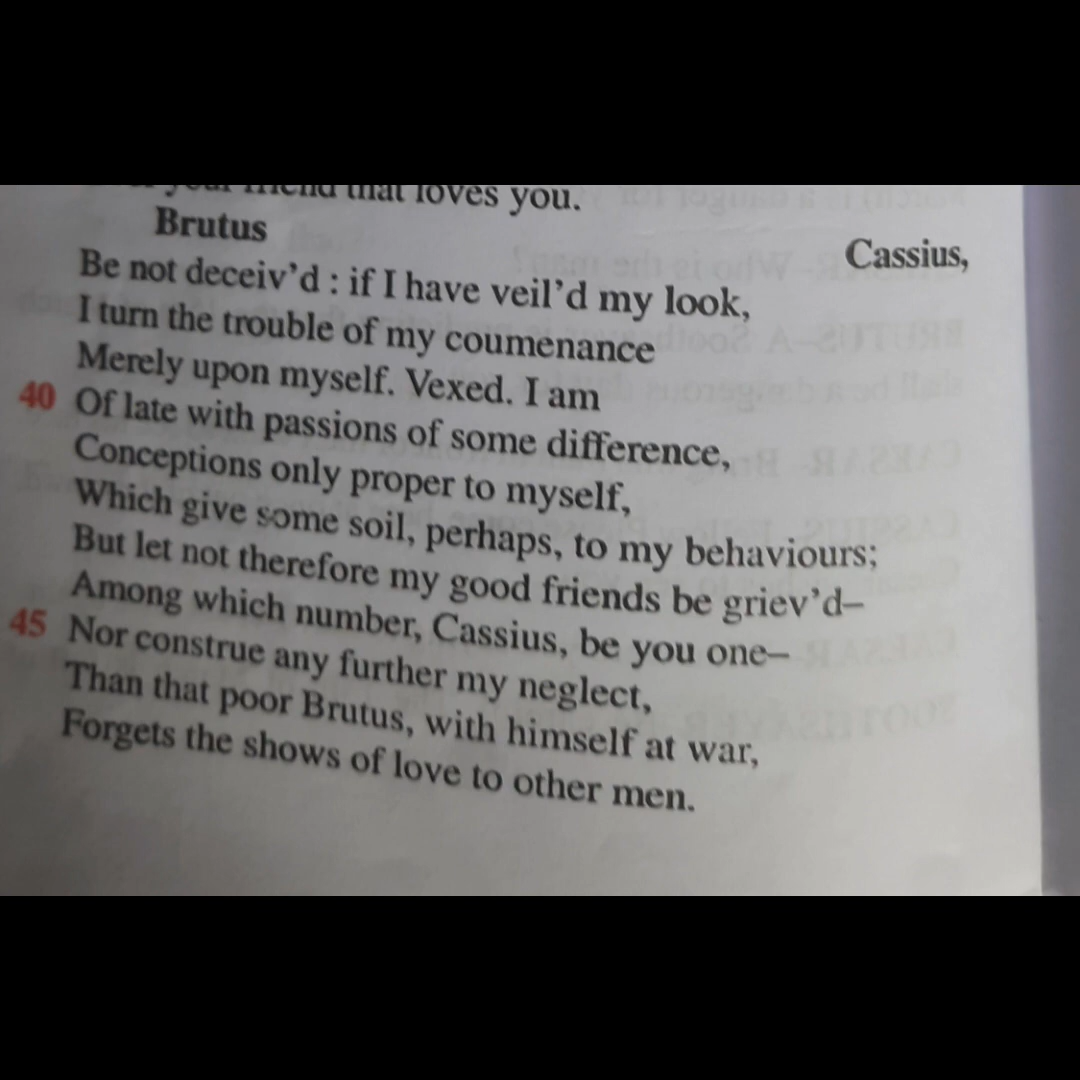 your friend that loves you.
Brutus
Cassius,
Be not deceiv’d : if I have veil’d my look,
I turn the trouble of my coumenance
Merely upon myself. Vexed. I am
40 Of late with passions of some difference,
Conceptions only proper to myself,
Which give some soil, perhaps, to my behaviours;
But let not therefore my good friends be griev’d–
Among which number, Cassius, be you one–
45 Nor construe any further my neglect,
Than that poor Brutus, with himself at war,
Forgets the shows of love to other men.